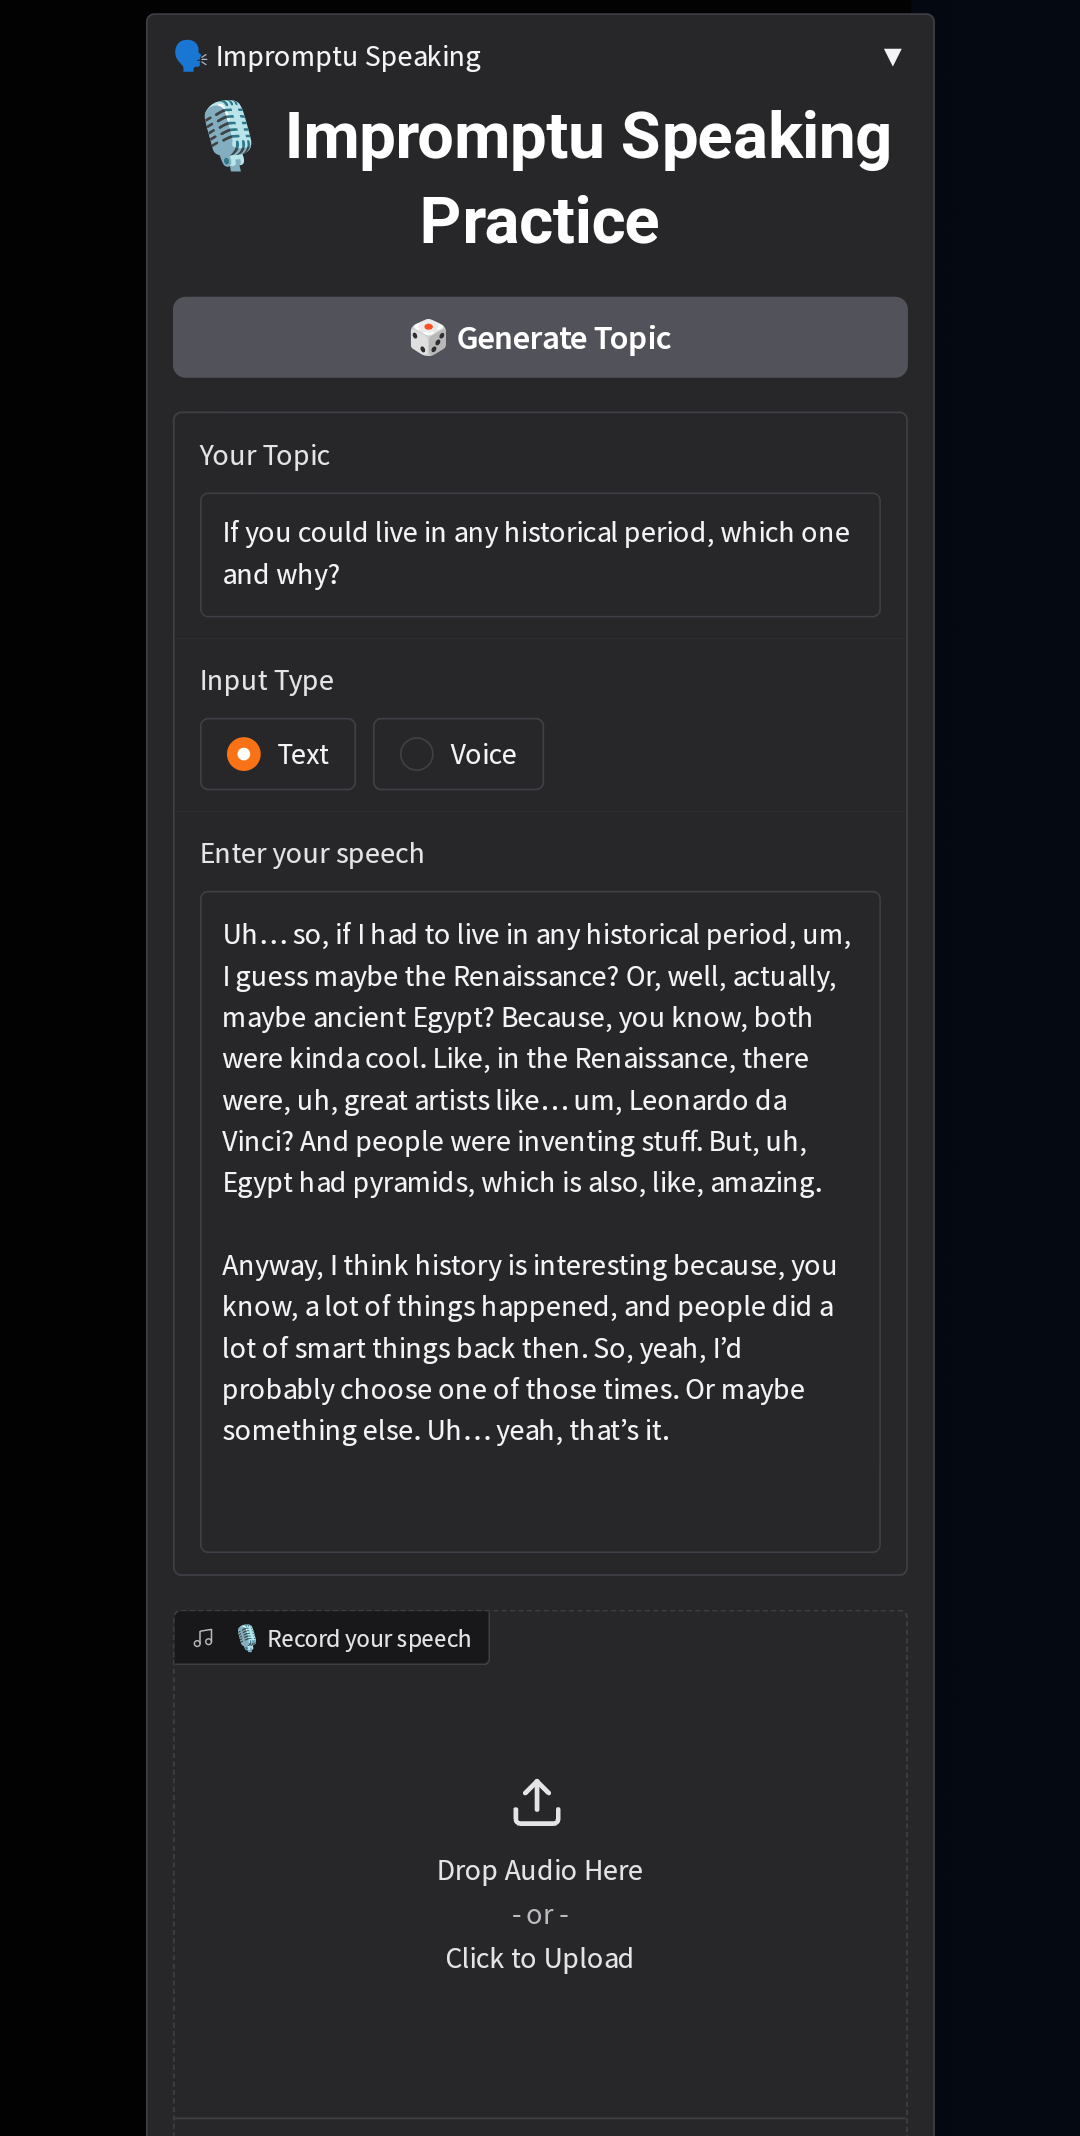 🗣️ Impromptu Speaking ▼
🎙️ Impromptu Speaking
Practice
🎲 Generate Topic
Your Topic
If you could live in any historical period, which one
and why?
Input Type
Text
Voice
Enter your speech
Uh… so, if I had to live in any historical period, um,
I guess maybe the Renaissance? Or, well, actually,
maybe ancient Egypt? Because, you know, both
were kinda cool. Like, in the Renaissance, there
were, uh, great artists like… um, Leonardo da
Vinci? And people were inventing stuff. But, uh,
Egypt had pyramids, which is also, like, amazing.
Anyway, I think history is interesting because, you
know, a lot of things happened, and people did a
lot of smart things back then. So, yeah, I’d
probably choose one of those times. Or maybe
something else. Uh… yeah, that’s it.
🎙️ Record your speech
Drop Audio Here
- or -
Click to Upload